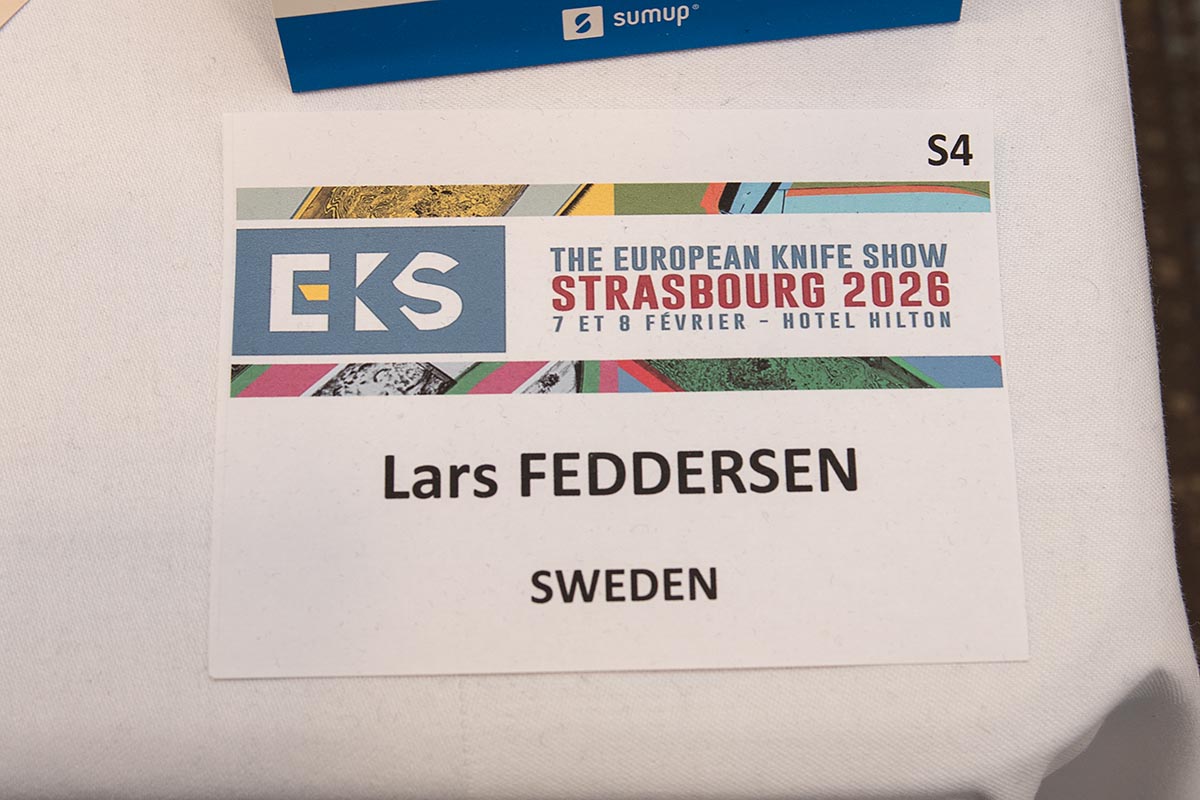 sumup®
S4
EKS
THE EUROPEAN KNIFE SHOW
STRASBOURG 2026
7 ET 8 FÉVRIER - HOTEL HILTON
Lars FEDDERSEN
SWEDEN